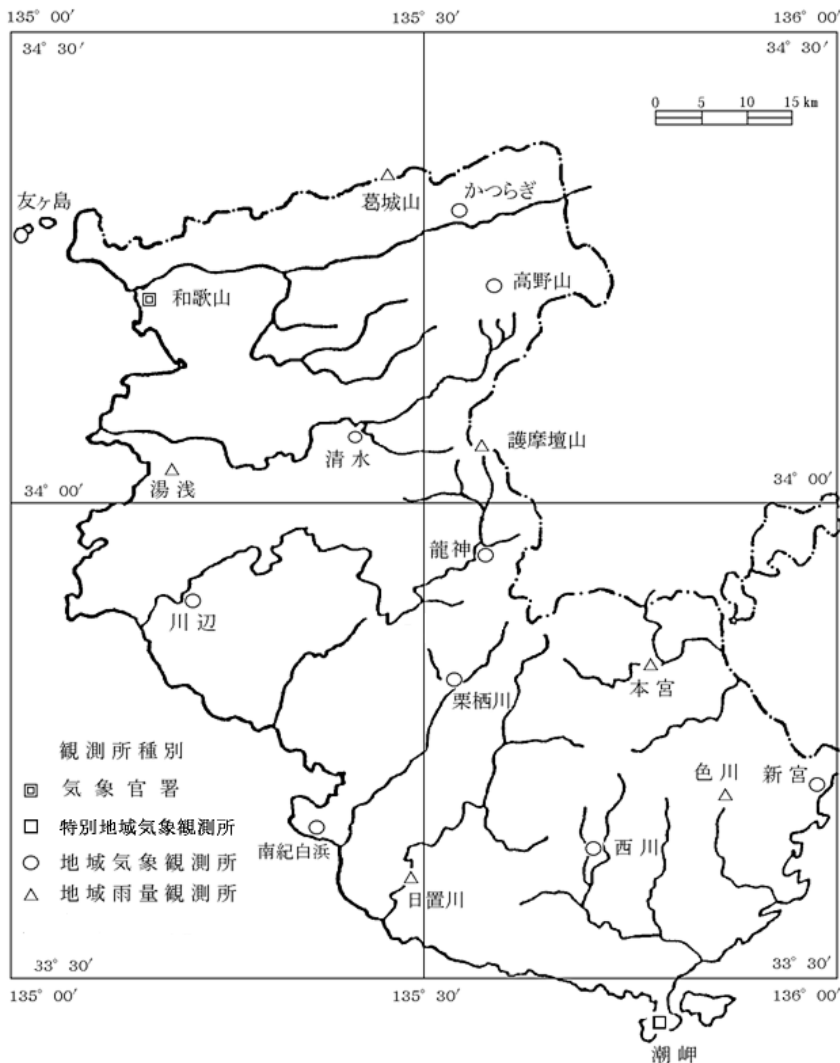 135° 00′
135° 30′
136° 00′
34° 30′
34° 30′
0 5 10 15 km
友ヶ島
葛城山
かつらぎ
高野山
和歌山
護摩壇山
清水
湯浅
34° 00′
34° 00′
龍神
川辺
本宮
栗栖川
観測所種別
気象官署
特別地域気象観測所
地域気象観測所
地域雨量観測所
色川
新宮
南紀白浜
西川
日置川
33° 30′
33° 30′
135° 00′
135° 30′
136° 00′
潮岬